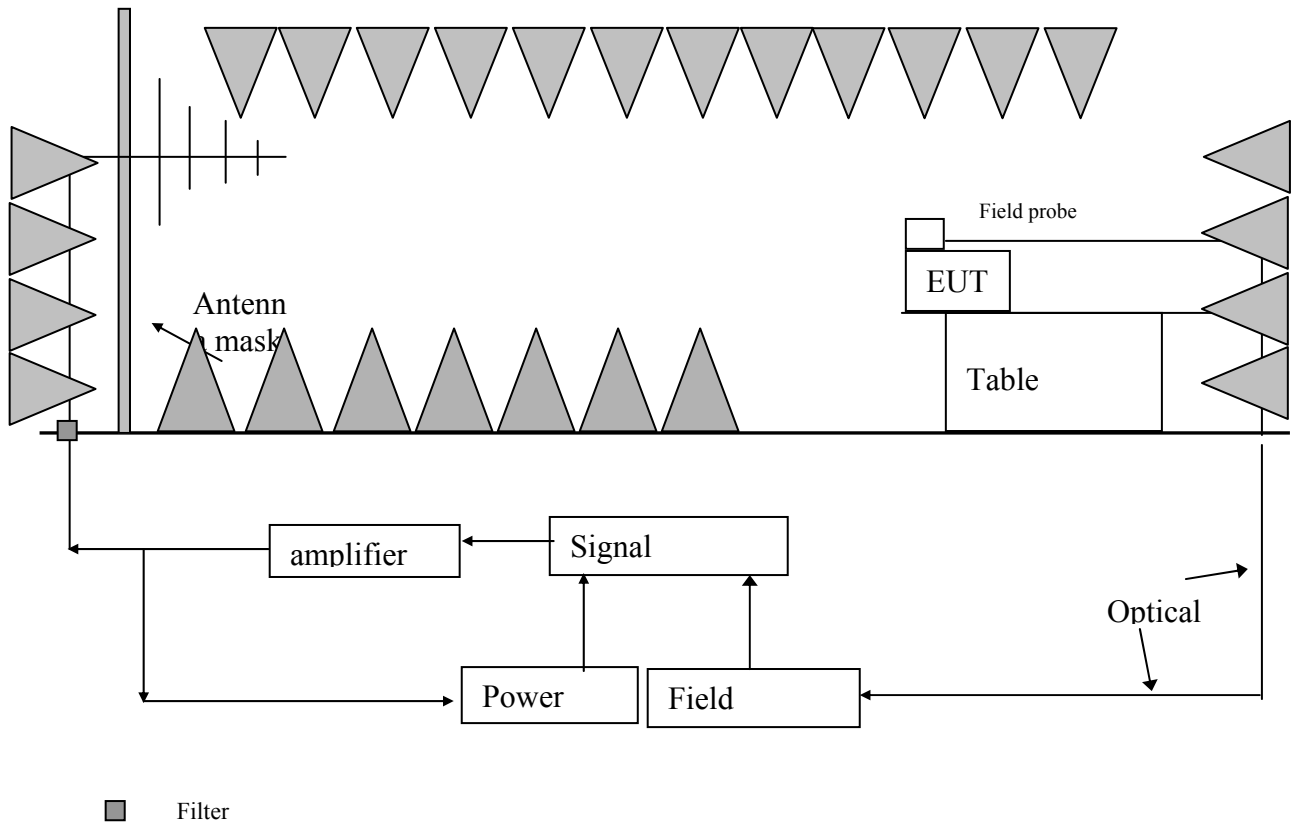 Field probe
EUT
Antenn
a mask
Table
amplifier
Signal
Optical
Power
Field
Filter